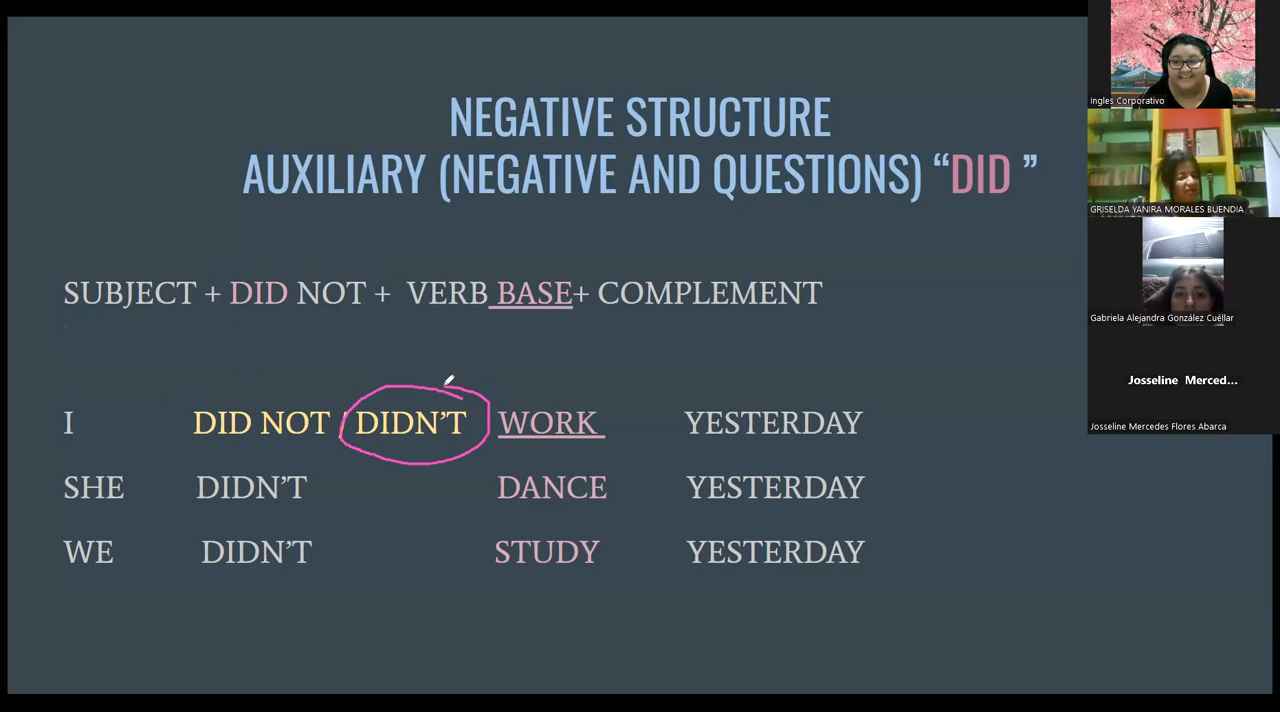 NEGATIVE STRUCTURE
AUXILIARY (NEGATIVE AND QUESTIONS) “DID ”
SUBJECT + DID NOT + VERB BASE+ COMPLEMENT
I DID NOT / DIDN’T WORK YESTERDAY
SHE DIDN’T DANCE YESTERDAY
WE DIDN’T STUDY YESTERDAY
Ingles Corporativo
GRISELDA YANIRA MORALES BUENDIA
Gabriela Alejandra González Cuéllar
Josseline Merced...
Josseline Mercedes Flores Abarca